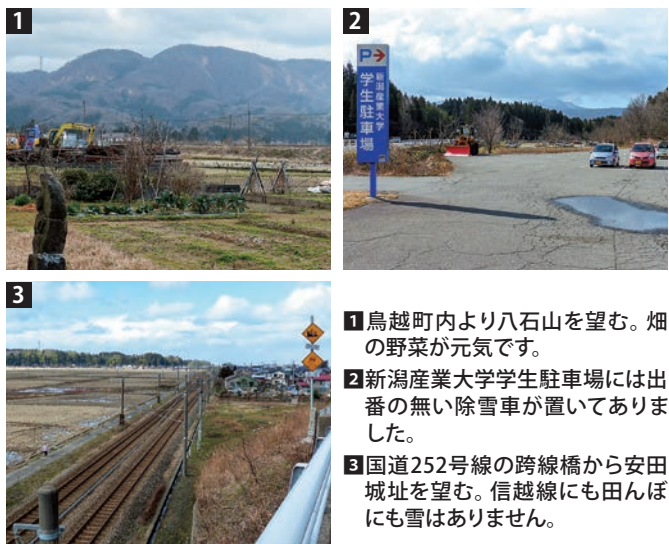 1
2
P→
新潟産業大学
学生駐車場
3
1鳥越町内より八石山を望む。畑
の野菜が元気です。
2新潟産業大学学生駐車場には出
番の無い除雪車が置いてありま
した。
3国道252号線の跨線橋から安田
城址を望む。信越線にも田んぼ
にも雪はありません。